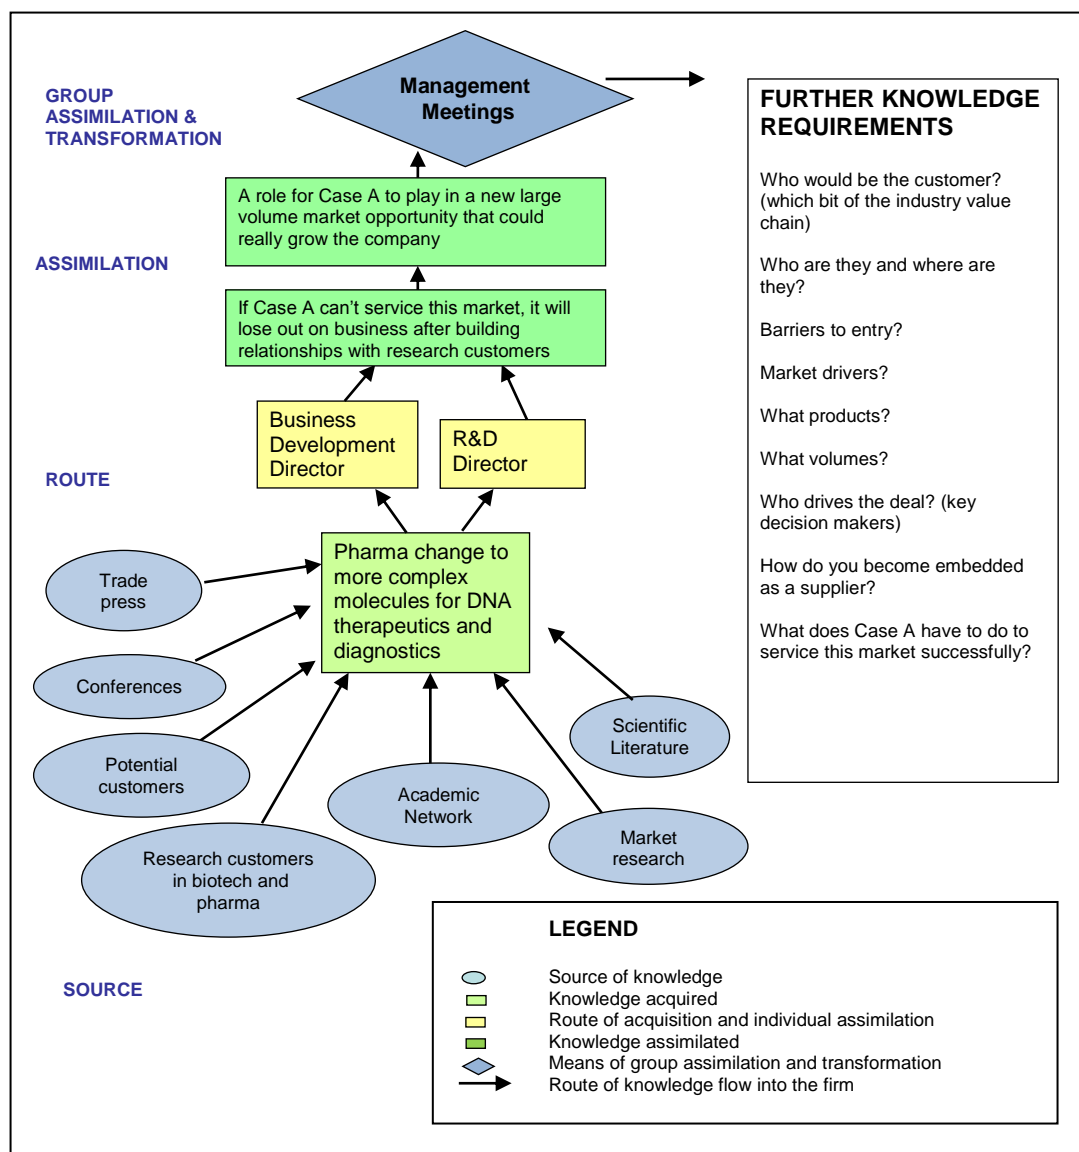 Management
Meetings
GROUP
ASSIMILATION &
TRANSFORMATION
A role for Case A to play in a new large
volume market opportunity that could
really grow the company
ASSIMILATION
If Case A can't service this market, it will
lose out on business after building
relationships with research customers
Business
Development
Director
R&D
Director
ROUTE
Pharma change to
more complex
molecules for DNA
therapeutics and
diagnostics
Trade
press
Conferences
Potential
customers
Research customers
in biotech and
pharma
Academic
Network
Scientific
Literature
Market
research
SOURCE
FURTHER KNOWLEDGE
REQUIREMENTS
Who would be the customer?
(which bit of the industry value
chain)
Who are they and where are
they?
Barriers to entry?
Market drivers?
What products?
What volumes?
Who drives the deal? (key
decision makers)
How do you become embedded
as a supplier?
What does Case A have to do to
service this market successfully?
LEGEND
Source of knowledge
Knowledge acquired
Route of acquisition and individual assimilation
Knowledge assimilated
Means of group assimilation and transformation
Route of knowledge flow into the firm